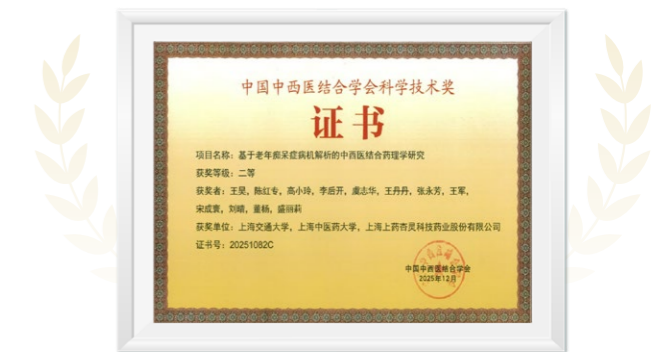 中国中西医结合学会科学技术奖
证书
项目名称：基于老年痴呆症病机解析的中西医结合药理学研究
获奖等级：二等
获奖者：王昊，陈红专，高小玲，李后开，虞志华，王丹丹，张永芳，王军，
宋成寰，刘晴，董杨，盛丽莉
获奖单位：上海交通大学，上海中医药大学，上海上药杏灵科技药业股份有限公司
证书号：20251082C
中国中西医结合学会
2025年12月